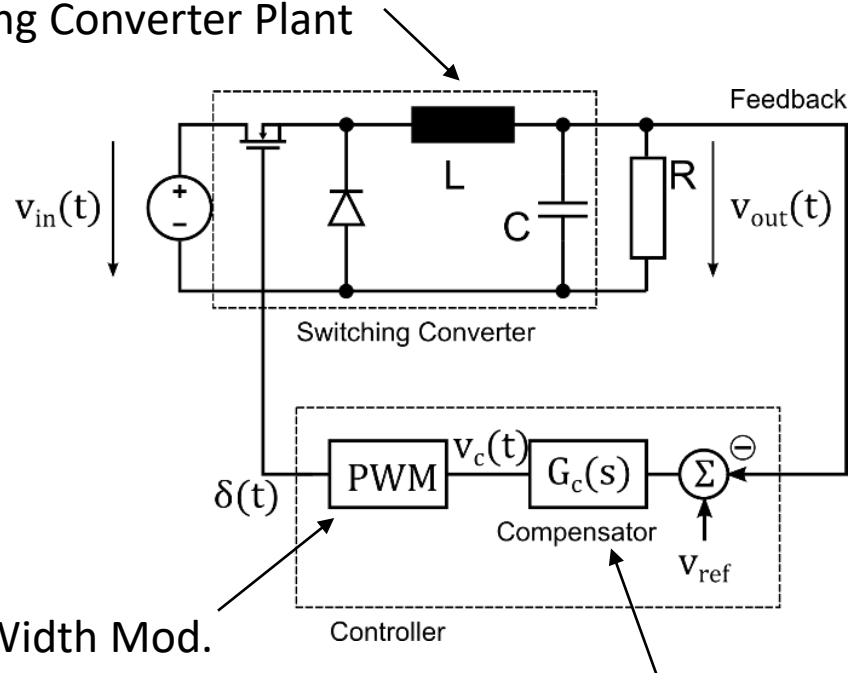 ng Converter Plant
Feedback
v_in(t)
+
−
L
C
R
v_out(t)
Switching Converter
δ(t)
PWM
v_c(t)
G_c(s)
Σ
⊖
Compensator
v_ref
Width Mod.
Controller